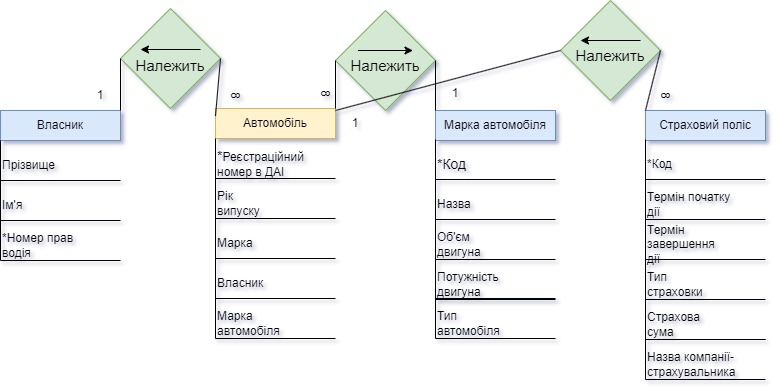 Належить
Належить
Належить
1
∞
∞
1
1
∞
Власник
Автомобіль
Марка автомобіля
Страховий поліс
Прізвище
Ім'я
*Номер прав
водія
*Реєстраційний
номер в ДАІ
Рік
випуску
Марка
Власник
Марка
автомобіля
*Код
Назва
Об'єм
двигуна
Потужність
двигуна
Тип
автомобіля
*Код
Термін початку
дії
Термін
завершення
дії
Тип
страховки
Страхова
сума
Назва компанії-
страхувальника